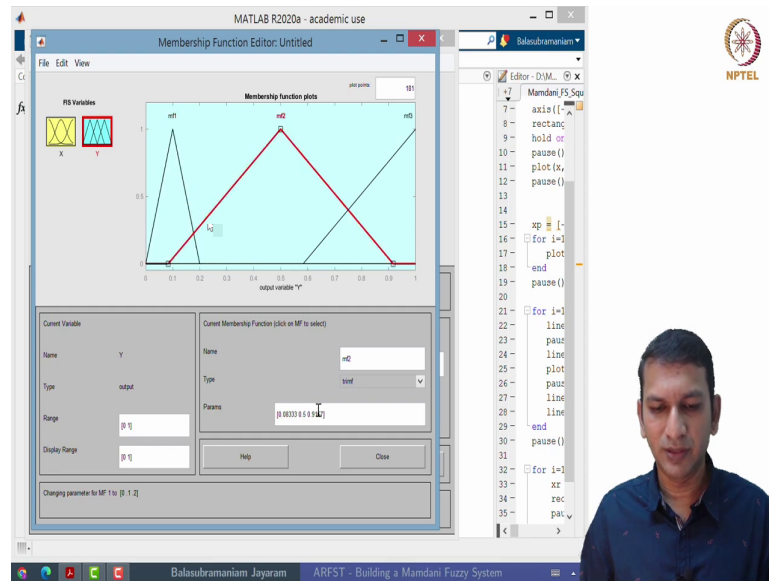 MATLAB R2020a - academic use
Membership Function Editor: Untitled
File Edit View
FIS Variables
X
Y
Membership function plots
plot points:
181
mf1
mf2
mf3
1
0.5
0
0 0.1 0.2 0.3 0.4 0.5 0.6 0.7 0.8 0.9 1
output variable "Y"
Current Variable
Name Y
Type output
Range [0 1]
Display Range [0 1]
Current Membership Function (click on MF to select)
Name mf2
Type trimf
Params
Help
Close
Changing parameter for MF 1 to [0 .1 .2]
Balasubramaniam
Editor - D:\M...
+7 Mamdani_FS_Squ
7 - axis([-
8 - rectang
9 - hold on
10 - pause()
11 - plot(x,
12 - pause()
13
14
15 - xp = [-
16 - for i=1
17 - plot
18 - end
19 - pause()
20
21 - for i=1
22 - line
23 - paus
24 - line
25 - plot
26 - paus
27 - line
28 - line
29 - end
30 - pause()
31
32 - for i=1
33 - xr
34 - rec
35 - pau
NPTEL
Balasubramaniam Jayaram ARFST - Building a Mamdani Fuzzy System